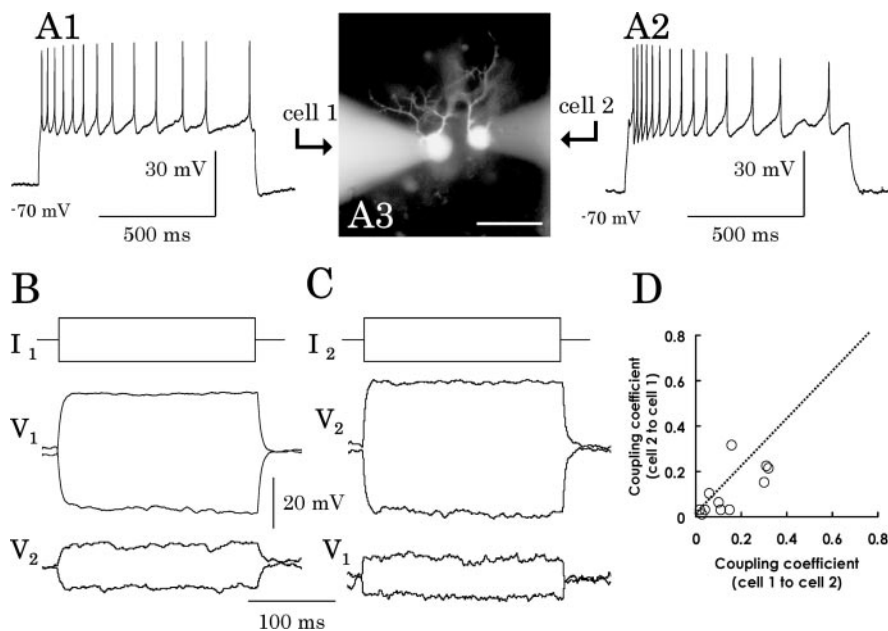 A1
A2
cell 1
cell 2
30 mV
-70 mV
500 ms
A3
30 mV
-70 mV
500 ms
B
C
D
I1
I2
V1
V2
20 mV
V2
V1
100 ms
Coupling coefficient
(cell 2 to cell 1)
0.8
0.6
0.4
0.2
0
0 0.2 0.4 0.6 0.8
Coupling coefficient
(cell 1 to cell 2)